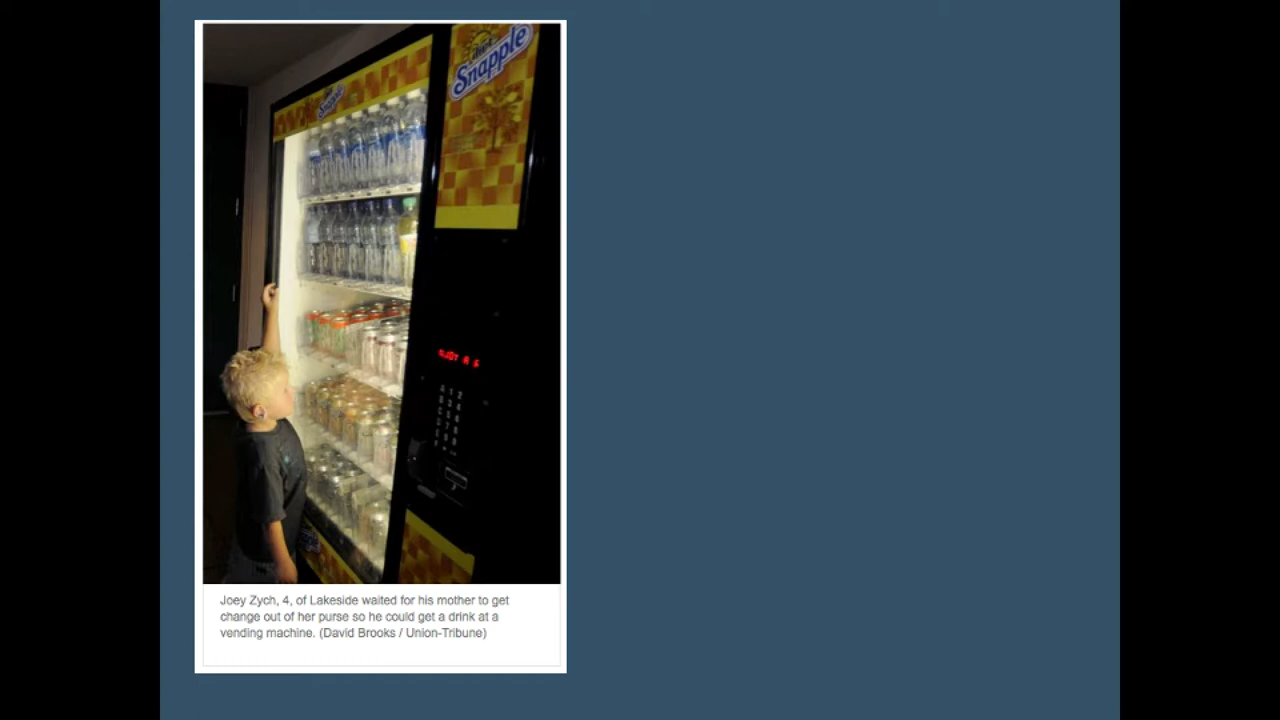 Snapple
Snapple
Joey Zych, 4, of Lakeside waited for his mother to get
change out of her purse so he could get a drink at a
vending machine. (David Brooks / Union-Tribune)